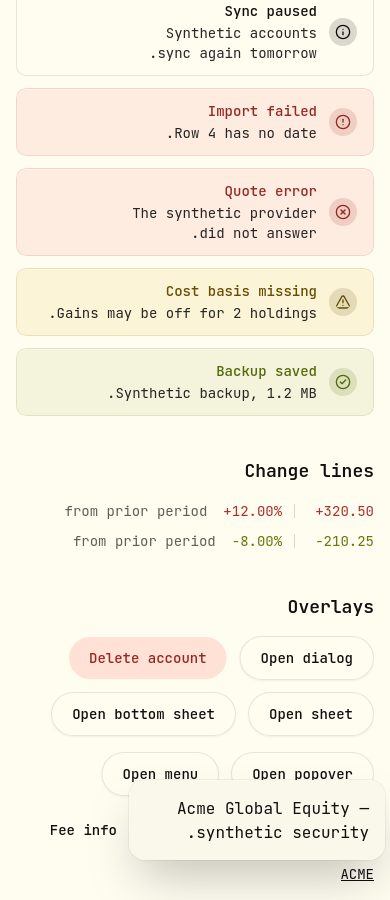 Sync paused
Synthetic accounts
.sync again tomorrow
Import failed
.Row 4 has no date
Quote error
The synthetic provider
.did not answer
Cost basis missing
.Gains may be off for 2 holdings
Backup saved
.Synthetic backup, 1.2 MB
Change lines
from prior period +12.00% +320.50
from prior period -8.00% -210.25
Overlays
Delete account Open dialog
Open bottom sheet Open sheet
Open menu Open popover
Fee info
Acme Global Equity —
.synthetic security
ACME